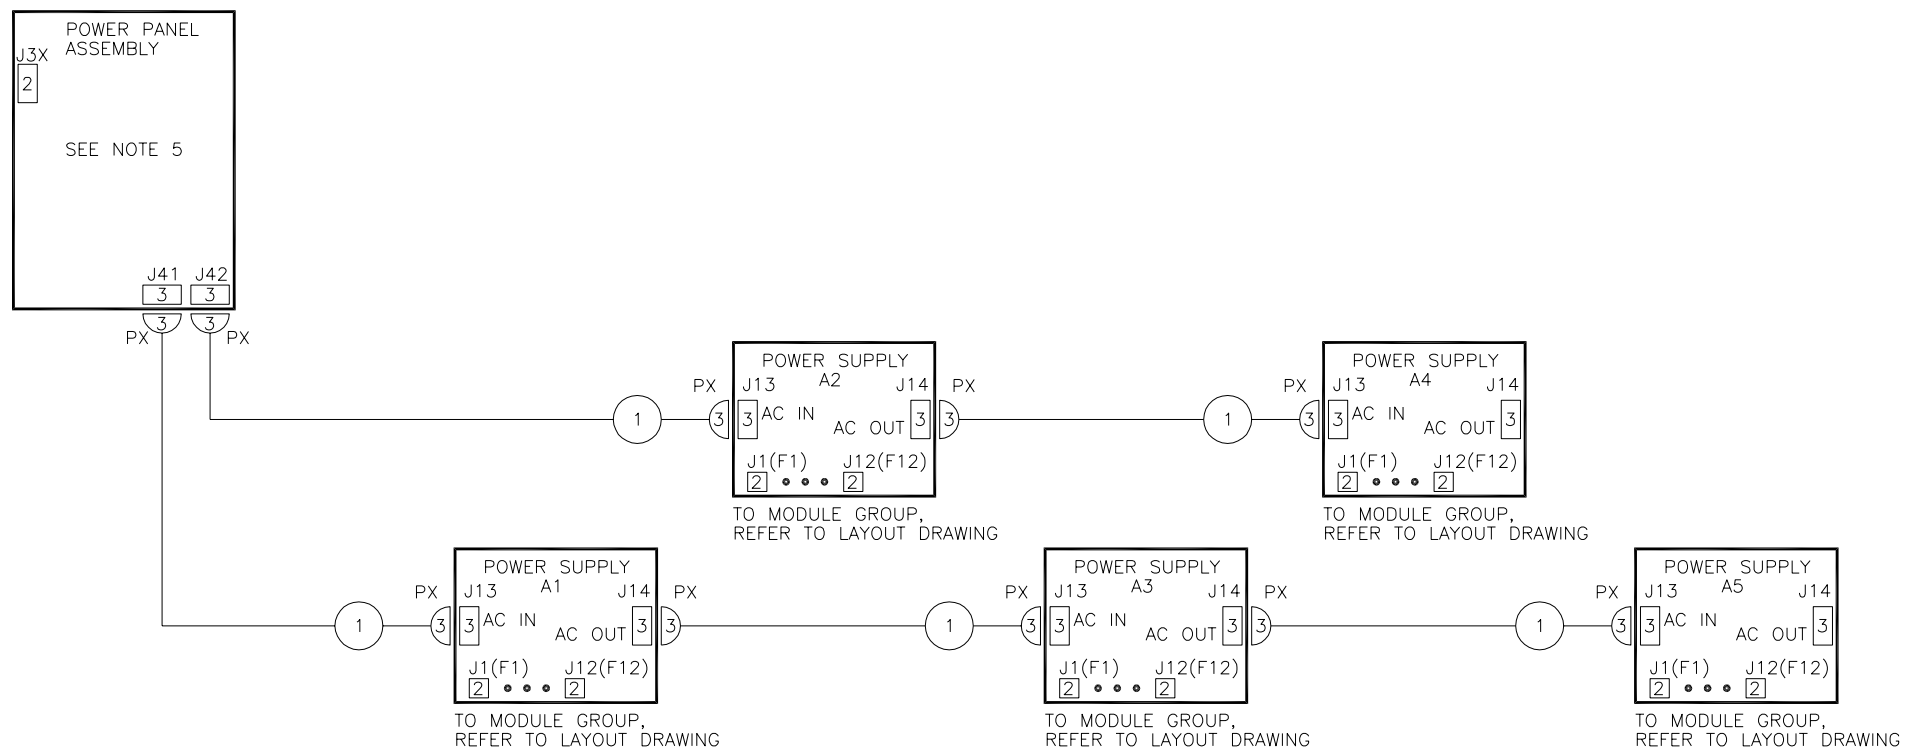 POWER PANEL
ASSEMBLY
J3X
2
SEE NOTE 5
J41 J42
3 3
3 3
PX PX
POWER SUPPLY
A2
PX J13 J14 PX
1 3 3 AC IN
AC OUT 3 3
J1(F1) J12(F12)
2 2
TO MODULE GROUP,
REFER TO LAYOUT DRAWING
POWER SUPPLY
A4
PX J13 J14
1 3 3 AC IN
AC OUT 3
J1(F1) J12(F12)
2 2
TO MODULE GROUP,
REFER TO LAYOUT DRAWING
POWER SUPPLY
A1
PX J13 J14 PX
1 3 3 AC IN
AC OUT 3 3
J1(F1) J12(F12)
2 2
TO MODULE GROUP,
REFER TO LAYOUT DRAWING
POWER SUPPLY
A3
PX J13 J14 PX
1 3 3 AC IN
AC OUT 3 3
J1(F1) J12(F12)
2 2
TO MODULE GROUP,
REFER TO LAYOUT DRAWING
POWER SUPPLY
A5
PX J13 J14
1 3 3 AC IN
AC OUT 3
J1(F1) J12(F12)
2 2
TO MODULE GROUP,
REFER TO LAYOUT DRAWING